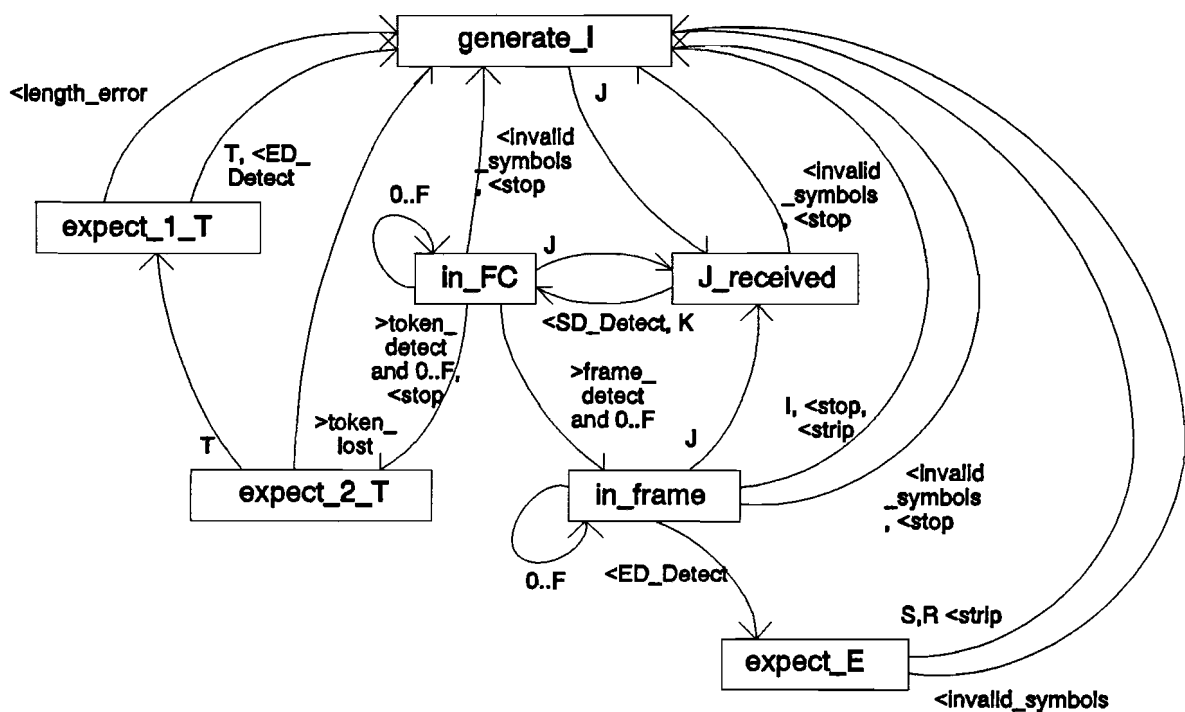 generate_I
<length_error
J
T, <ED_
Detect
<invalid
_symbols
, <stop
<invalid
_symbols
, <stop
0..F
expect_1_T
J
in_FC
J_received
<SD_Detect, K
>token_
detect
and 0..F,
<stop
>frame_
detect
and 0..F
I, <stop,
<strip
T
>token_
lost
J
expect_2_T
in_frame
<invalid
_symbols
, <stop
0..F
<ED_Detect
S,R <strip
expect_E
<invalid_symbols